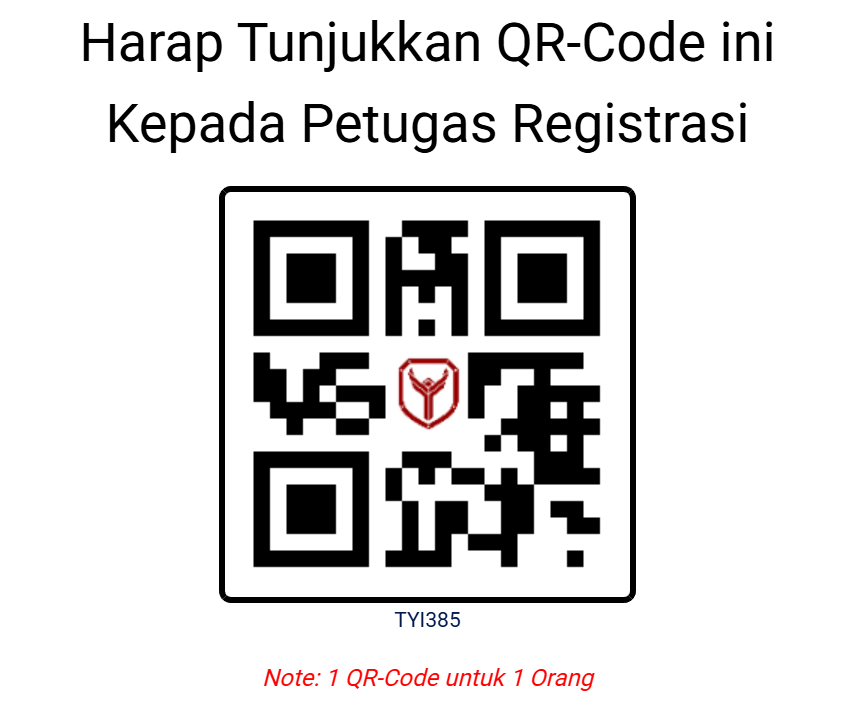 Harap Tunjukkan QR-Code ini
Kepada Petugas Registrasi
TYI385
Note: 1 QR-Code untuk 1 Orang